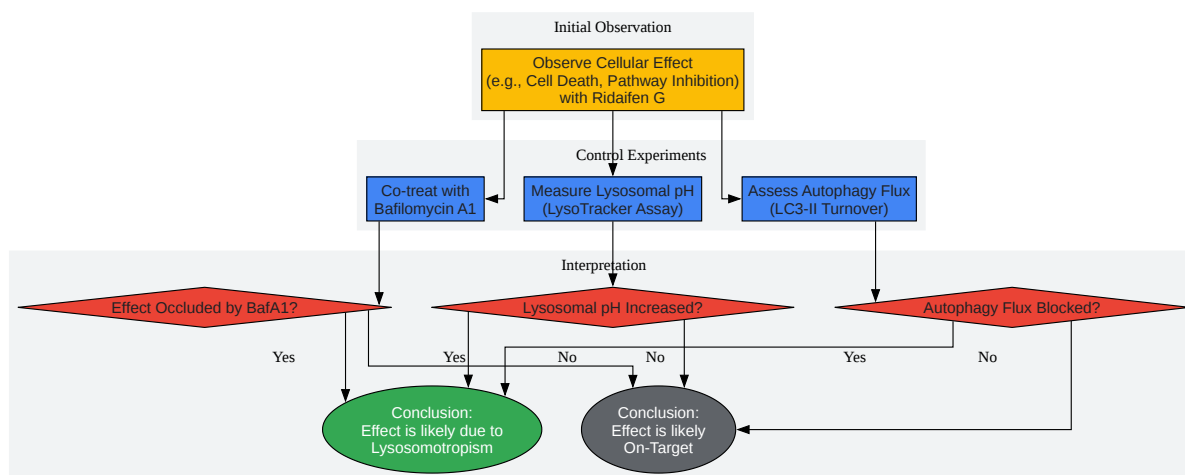 Initial Observation
Observe Cellular Effect
(e.g., Cell Death, Pathway Inhibition)
with Ridaifen G
Control Experiments
Co-treat with
Bafilomycin A1
Measure Lysosomal pH
(LysoTracker Assay)
Assess Autophagy Flux
(LC3-II Turnover)
Interpretation
Effect Occluded by BafA1?
Lysosomal pH Increased?
Autophagy Flux Blocked?
Yes
Yes
No
No
Yes
No
Conclusion:
Effect is likely due to
Lysosomotropism
Conclusion:
Effect is likely
On-Target